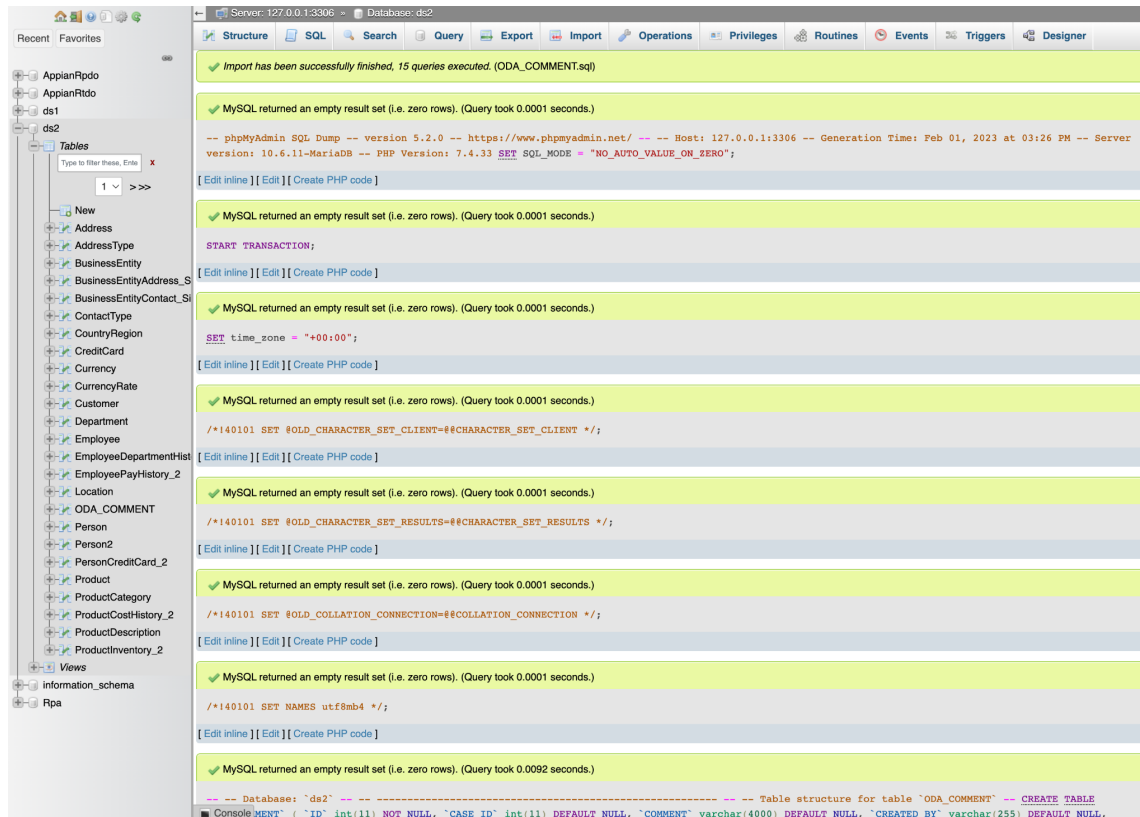 Recent Favorites
AppianRpdo
AppianRtdo
ds1
ds2
Tables
Type to filter these, Ente x
1 > >>
New
Address
AddressType
BusinessEntity
BusinessEntityAddress_S
BusinessEntityContact_Si
ContactType
CountryRegion
CreditCard
Currency
CurrencyRate
Customer
Department
Employee
EmployeeDepartmentHist
EmployeePayHistory_2
Location
ODA_COMMENT
Person
Person2
PersonCreditCard_2
Product
ProductCategory
ProductCostHistory_2
ProductDescription
ProductInventory_2
Views
information_schema
Rpa
Server: 127.0.0.1:3306 » Database: ds2
Structure SQL Search Query Export Import Operations Privileges Routines Events Triggers Designer
Import has been successfully finished, 15 queries executed. (ODA_COMMENT.sql)
MySQL returned an empty result set (i.e. zero rows). (Query took 0.0001 seconds.)
-- phpMyAdmin SQL Dump -- version 5.2.0 -- https://www.phpmyadmin.net/ -- -- Host: 127.0.0.1:3306 -- Generation Time: Feb 01, 2023 at 03:26 PM -- Server
version: 10.6.11-MariaDB -- PHP Version: 7.4.33 SET SQL_MODE = "NO_AUTO_VALUE_ON_ZERO";
[ Edit inline ] [ Edit ] [ Create PHP code ]
MySQL returned an empty result set (i.e. zero rows). (Query took 0.0001 seconds.)
START TRANSACTION;
[ Edit inline ] [ Edit ] [ Create PHP code ]
MySQL returned an empty result set (i.e. zero rows). (Query took 0.0001 seconds.)
SET time_zone = "+00:00";
[ Edit inline ] [ Edit ] [ Create PHP code ]
MySQL returned an empty result set (i.e. zero rows). (Query took 0.0001 seconds.)
/*!40101 SET @OLD_CHARACTER_SET_CLIENT=@@CHARACTER_SET_CLIENT */;
[ Edit inline ] [ Edit ] [ Create PHP code ]
MySQL returned an empty result set (i.e. zero rows). (Query took 0.0001 seconds.)
/*!40101 SET @OLD_CHARACTER_SET_RESULTS=@@CHARACTER_SET_RESULTS */;
[ Edit inline ] [ Edit ] [ Create PHP code ]
MySQL returned an empty result set (i.e. zero rows). (Query took 0.0001 seconds.)
/*!40101 SET @OLD_COLLATION_CONNECTION=@@COLLATION_CONNECTION */;
[ Edit inline ] [ Edit ] [ Create PHP code ]
MySQL returned an empty result set (i.e. zero rows). (Query took 0.0001 seconds.)
/*!40101 SET NAMES utf8mb4 */;
[ Edit inline ] [ Edit ] [ Create PHP code ]
MySQL returned an empty result set (i.e. zero rows). (Query took 0.0092 seconds.)
-- -- Database: `ds2` -- -- -------------------------------------------------------- -- -- Table structure for table `ODA_COMMENT` -- CREATE TABLE
Console MENT` ( `ID` int(11) NOT NULL, `CASE_ID` int(11) DEFAULT NULL, `COMMENT` varchar(4000) DEFAULT NULL, `CREATED_BY` varchar(255) DEFAULT NULL,